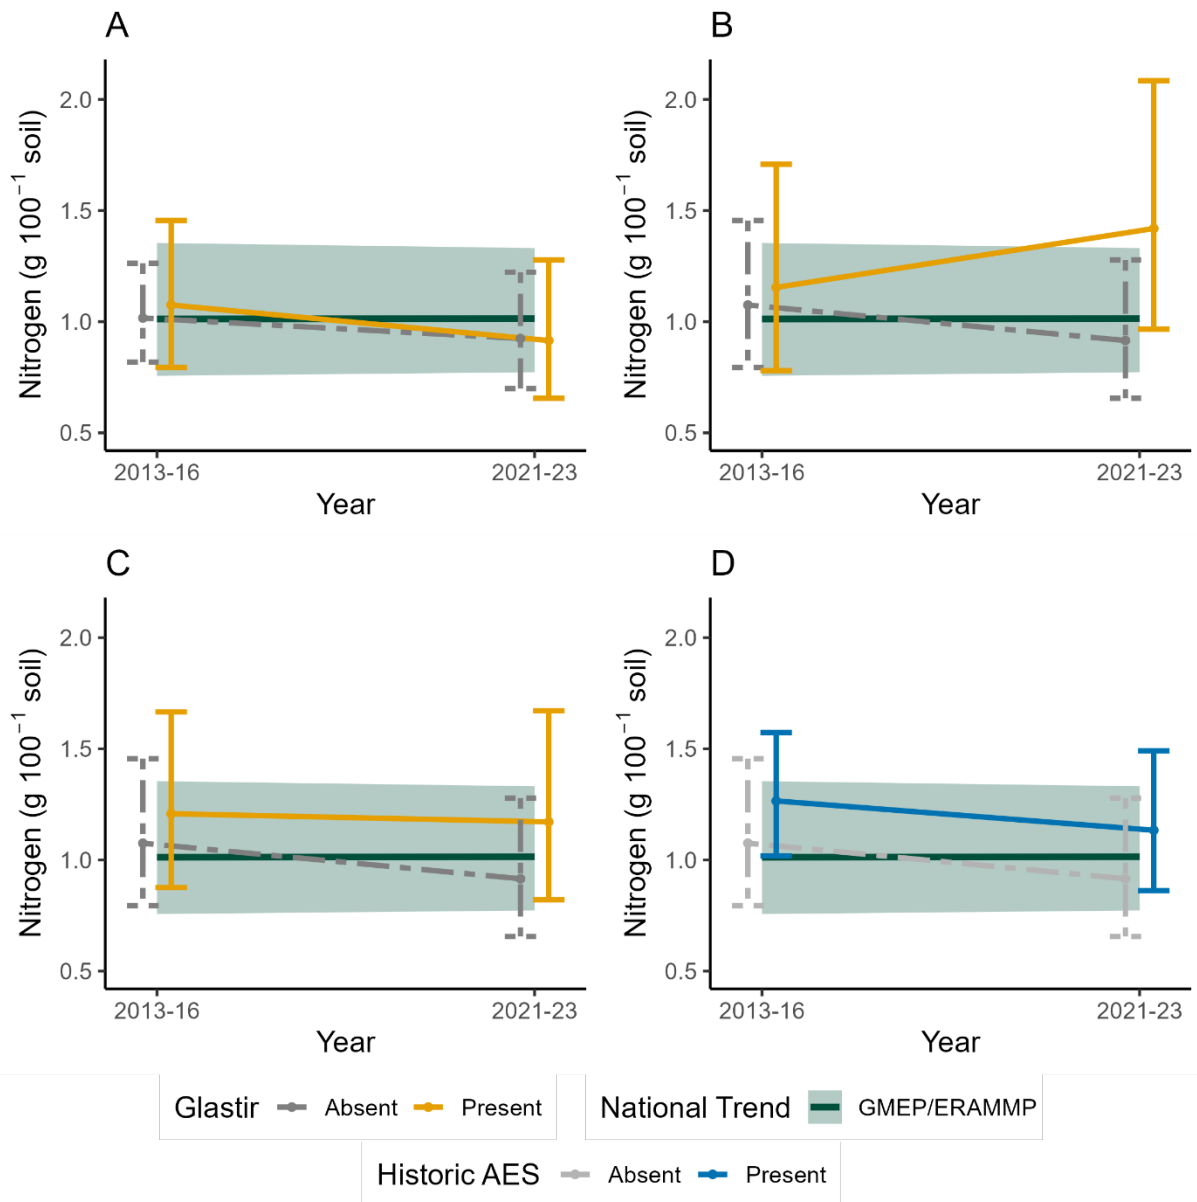 A
B
Nitrogen (g 100⁻¹ soil)
2.0
1.5
1.0
0.5
2013-16
2021-23
Year
Nitrogen (g 100⁻¹ soil)
2.0
1.5
1.0
0.5
2013-16
2021-23
Year
C
D
Nitrogen (g 100⁻¹ soil)
2.0
1.5
1.0
0.5
2013-16
2021-23
Year
Nitrogen (g 100⁻¹ soil)
2.0
1.5
1.0
0.5
2013-16
2021-23
Year
Glastir Absent Present National Trend GMEP/ERAMMP
Historic AES Absent Present